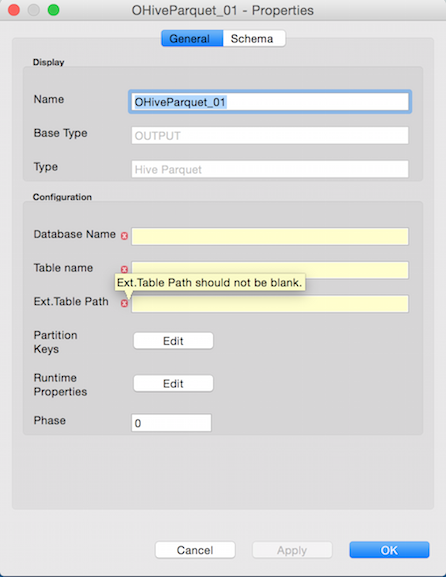 OHiveParquet_01 - Properties
General Schema
Display
Name OHiveParquet_01
Base Type OUTPUT
Type Hive Parquet
Configuration
Database Name
Table name
Ext.Table Path should not be blank.
Ext.Table Path
Partition
Keys
Edit
Runtime
Properties
Edit
Phase 0
Cancel Apply OK